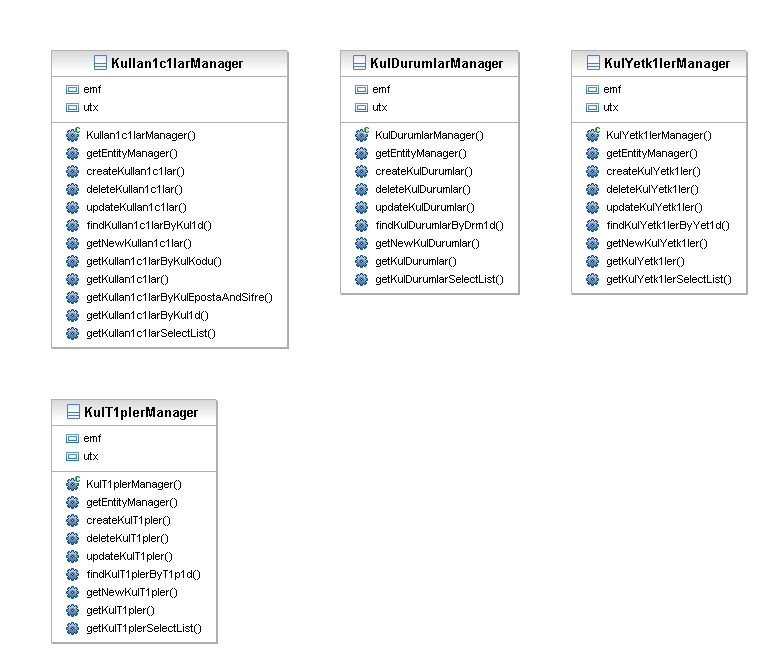 Kullan1c1larManager
emf
utx
Kullan1c1larManager()
getEntityManager()
createKullan1c1lar()
deleteKullan1c1lar()
updateKullan1c1lar()
findKullan1c1larByKul1d()
getNewKullan1c1lar()
getKullan1c1larByKulKodu()
getKullan1c1lar()
getKullan1c1larByKulEpostaAndSifre()
getKullan1c1larByKul1d()
getKullan1c1larSelectList()
KulDurumlarManager
emf
utx
KulDurumlarManager()
getEntityManager()
createKulDurumlar()
deleteKulDurumlar()
updateKulDurumlar()
findKulDurumlarByDrm1d()
getNewKulDurumlar()
getKulDurumlar()
getKulDurumlarSelectList()
KulYetk1lerManager
emf
utx
KulYetk1lerManager()
getEntityManager()
createKulYetk1ler()
deleteKulYetk1ler()
updateKulYetk1ler()
findKulYetk1lerByYet1d()
getNewKulYetk1ler()
getKulYetk1ler()
getKulYetk1lerSelectList()
KulT1plerManager
emf
utx
KulT1plerManager()
getEntityManager()
createKulT1pler()
deleteKulT1pler()
updateKulT1pler()
findKulT1plerByT1p1d()
getNewKulT1pler()
getKulT1pler()
getKulT1plerSelectList()